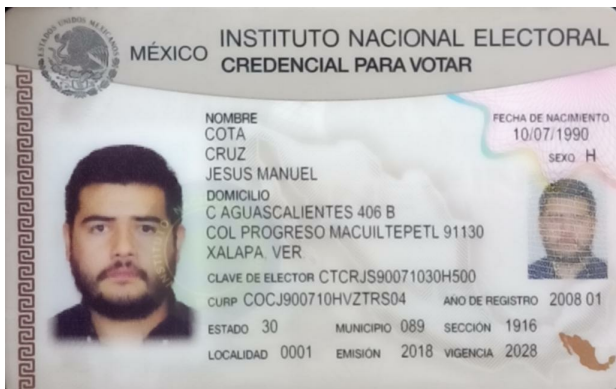 MÉXICO INSTITUTO NACIONAL ELECTORAL
CREDENCIAL PARA VOTAR
NOMBRE
COTA
CRUZ
JESUS MANUEL
FECHA DE NACIMIENTO
10/07/1990
SEXO H
DOMICILIO
C AGUASCALIENTES 406 B
COL PROGRESO MACUILTEPETL 91130
XALAPA, VER.
CLAVE DE ELECTOR CTCRJS90071030H500
CURP COCJ900710HVZTRS04 AÑO DE REGISTRO 2008 01
ESTADO 30 MUNICIPIO 089 SECCIÓN 1916
LOCALIDAD 0001 EMISIÓN 2018 VIGENCIA 2028